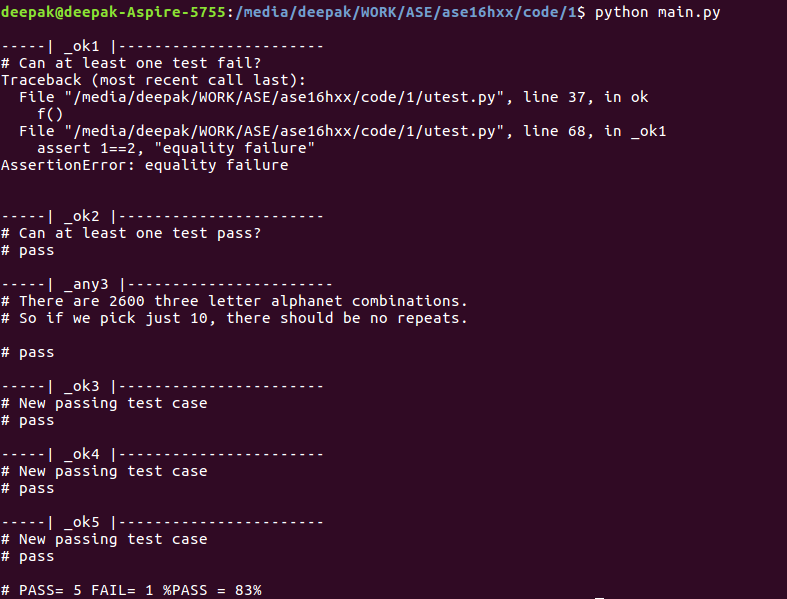 deepak@deepak-Aspire-5755:/media/deepak/WORK/ASE/ase16hxx/code/1$ python main.py
-----| _ok1 |-----------------------
# Can at least one test fail?
Traceback (most recent call last):
  File "/media/deepak/WORK/ASE/ase16hxx/code/1/utest.py", line 37, in ok
    f()
  File "/media/deepak/WORK/ASE/ase16hxx/code/1/utest.py", line 68, in _ok1
    assert 1==2, "equality failure"
AssertionError: equality failure
-----| _ok2 |-----------------------
# Can at least one test pass?
# pass
-----| _any3 |-----------------------
# There are 2600 three letter alphanet combinations.
# So if we pick just 10, there should be no repeats.
# pass
-----| _ok3 |-----------------------
# New passing test case
# pass
-----| _ok4 |-----------------------
# New passing test case
# pass
-----| _ok5 |-----------------------
# New passing test case
# pass
# PASS= 5 FAIL= 1 %PASS = 83%